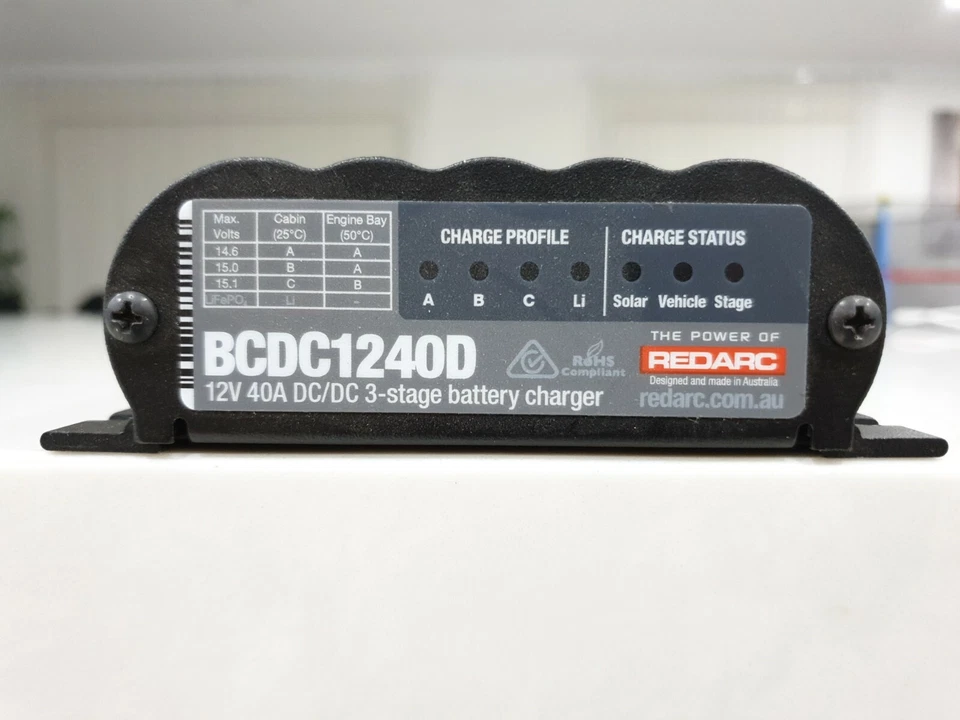 Max. Volts Cabin (25°C) Engine Bay (50°C)
14.6 A A
15.0 B A
15.1 C B
LiFePO₄ Li –
CHARGE PROFILE
A B C Li
CHARGE STATUS
Solar Vehicle Stage
BCDC1240D
12V 40A DC/DC 3-stage battery charger
RoHS
Compliant
THE POWER OF
REDARC
Designed and made in Australia
redarc.com.au